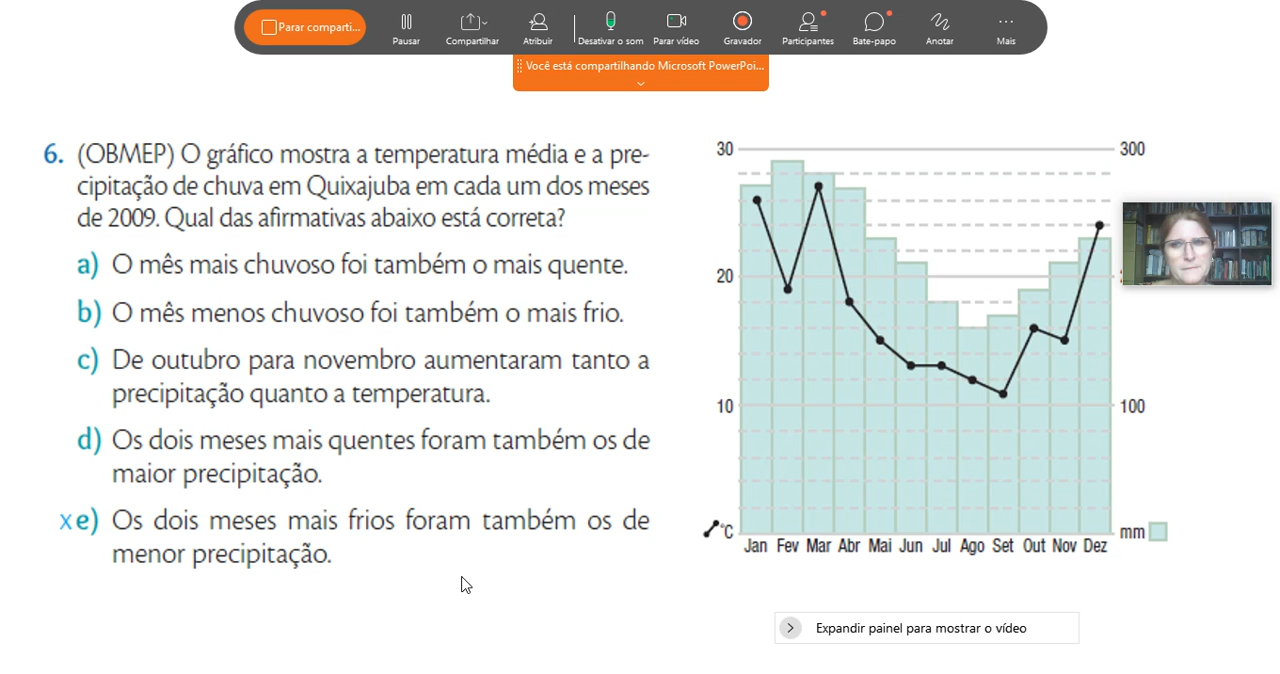 Parar comparti...
Pausar
Compartilhar
Atribuir
Desativar o som
Parar vídeo
Gravador
Participantes
Bate-papo
Anotar
Mais
Você está compartilhando Microsoft PowerPoi...
6. (OBMEP) O gráfico mostra a temperatura média e a pre-
cipitação de chuva em Quixajuba em cada um dos meses
de 2009. Qual das afirmativas abaixo está correta?
a) O mês mais chuvoso foi também o mais quente.
b) O mês menos chuvoso foi também o mais frio.
c) De outubro para novembro aumentaram tanto a
precipitação quanto a temperatura.
d) Os dois meses mais quentes foram também os de
maior precipitação.
x e) Os dois meses mais frios foram também os de
menor precipitação.
30
300
20
10
100
°C
mm
Jan Fev Mar Abr Mai Jun Jul Ago Set Out Nov Dez
Expandir painel para mostrar o vídeo